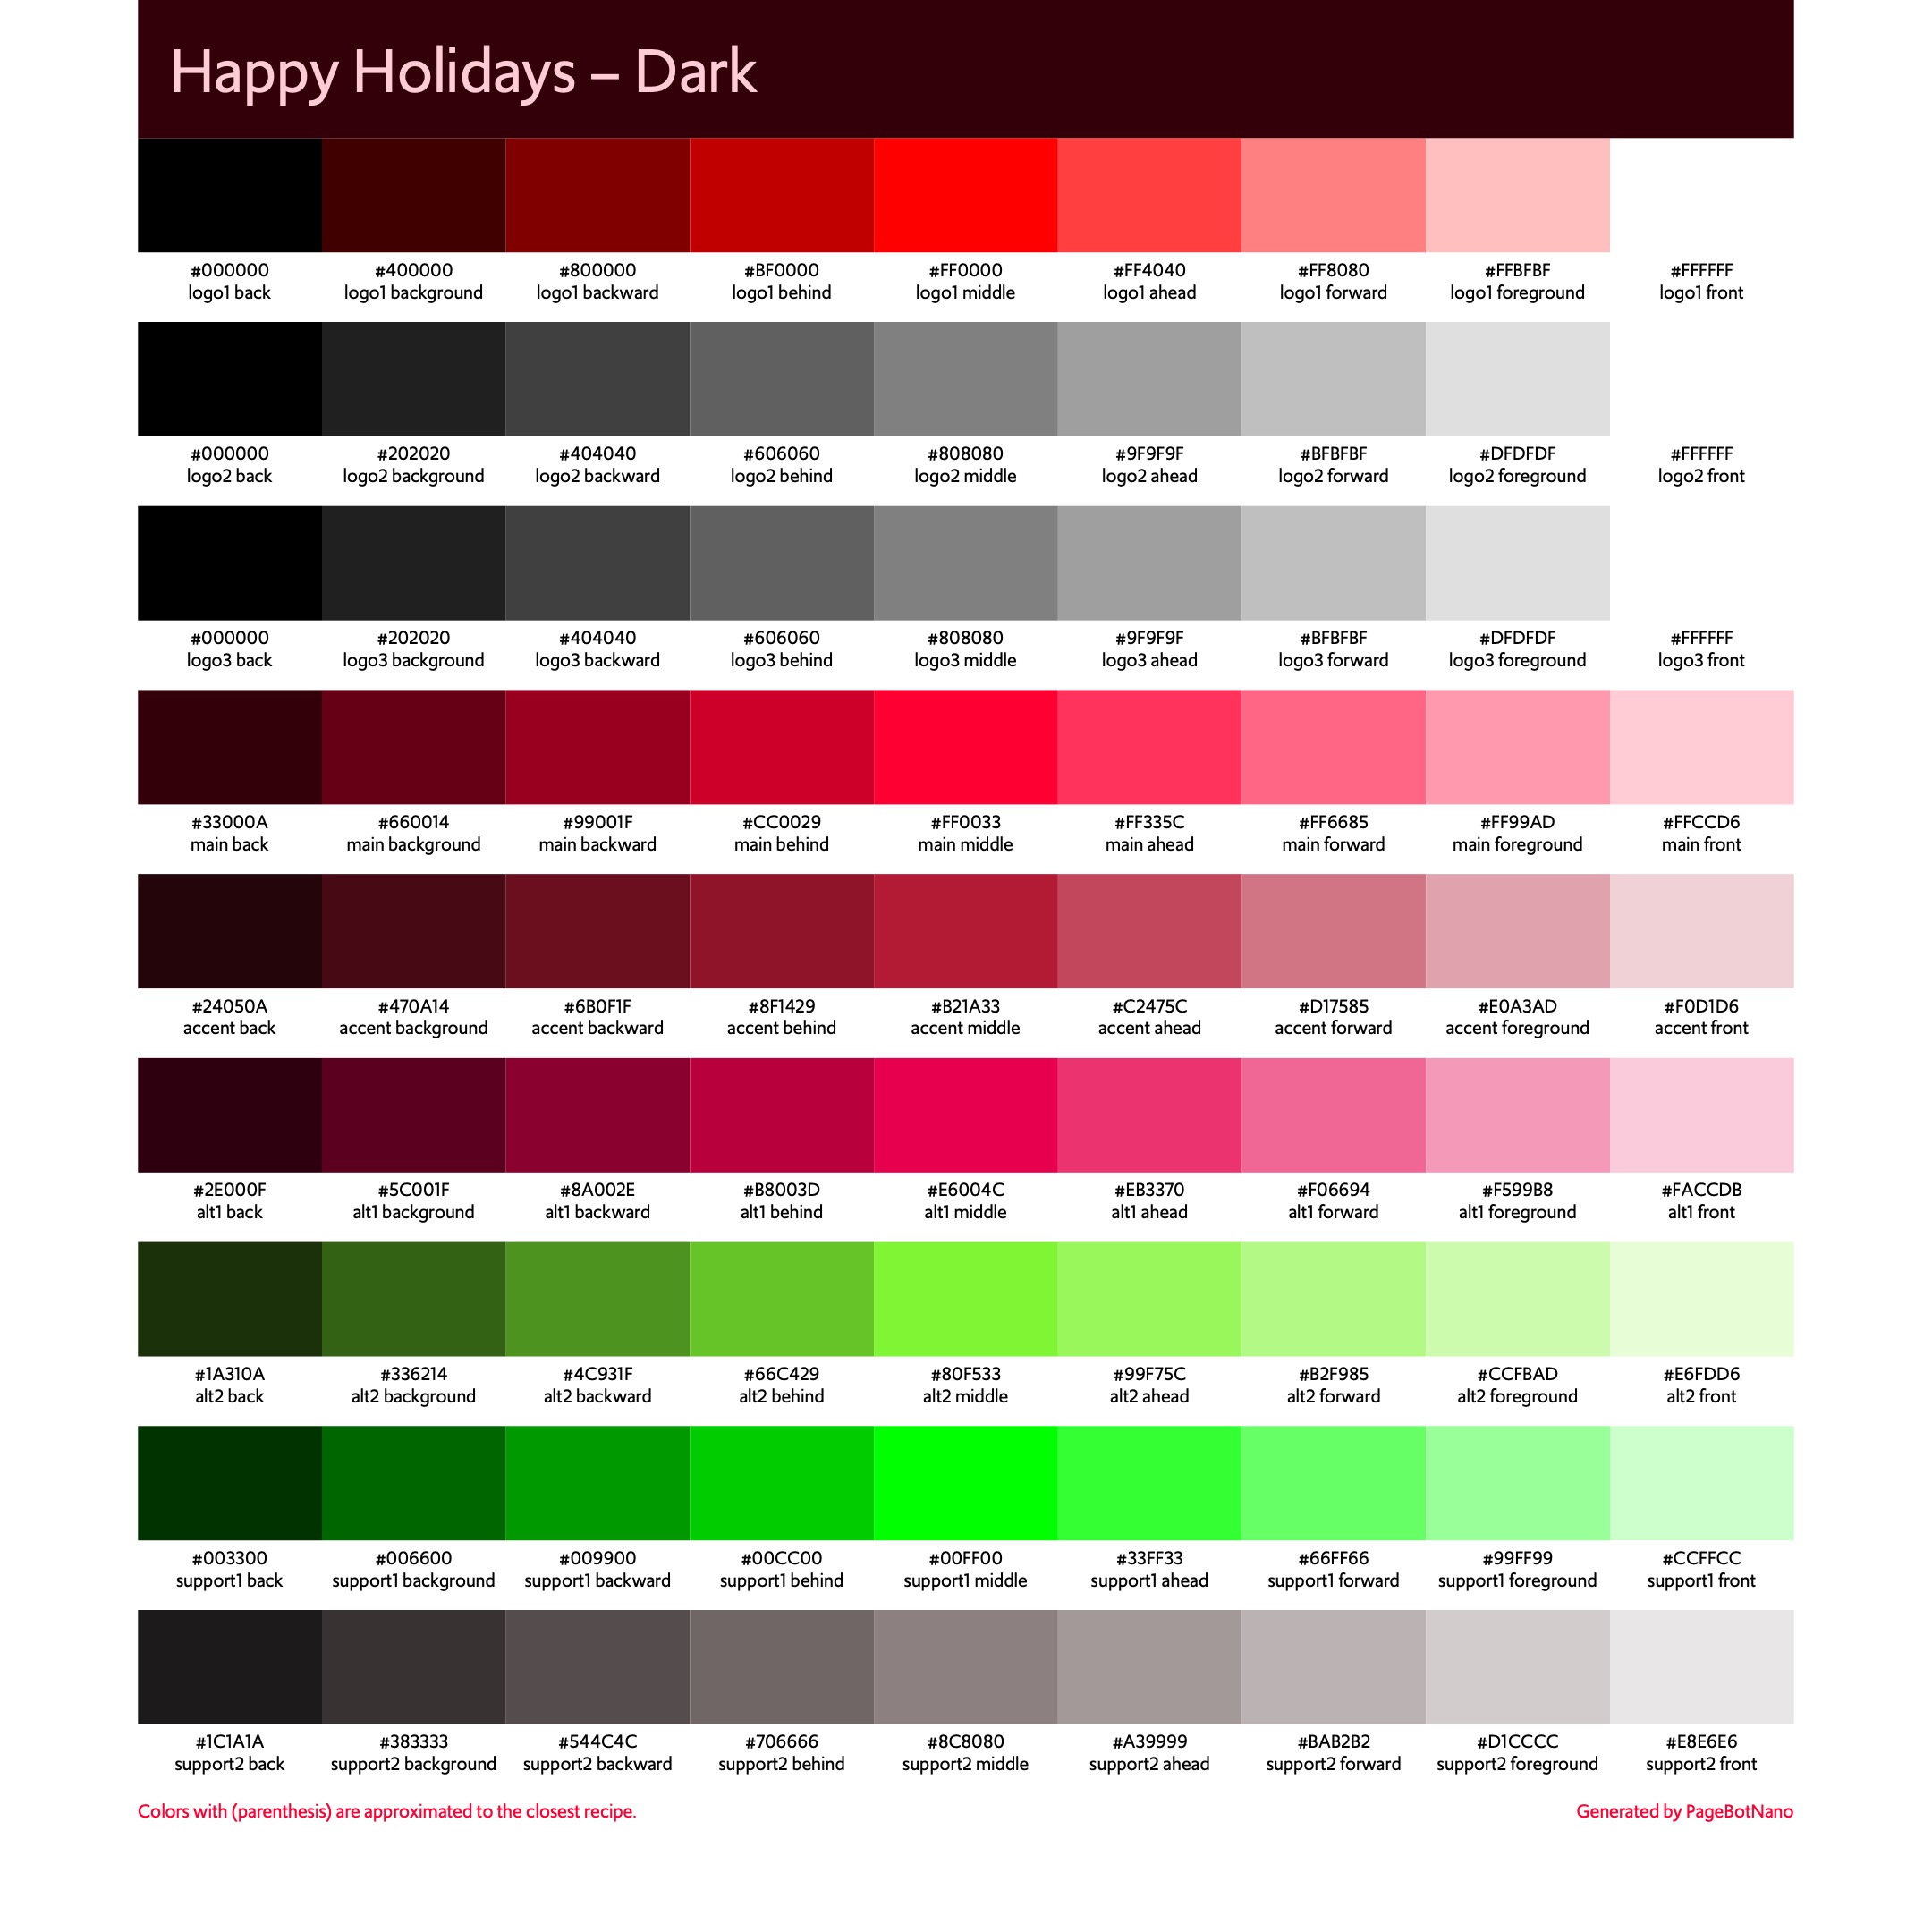 Happy Holidays – Dark
#000000 #400000 #800000 #BF0000 #FF0000 #FF4040 #FF8080 #FFBFBF #FFFFFF
logo1 back logo1 background logo1 backward logo1 behind logo1 middle logo1 ahead logo1 forward logo1 foreground logo1 front
#000000 #202020 #404040 #606060 #808080 #9F9F9F #BFBFBF #DFDFDF #FFFFFF
logo2 back logo2 background logo2 backward logo2 behind logo2 middle logo2 ahead logo2 forward logo2 foreground logo2 front
#000000 #202020 #404040 #606060 #808080 #9F9F9F #BFBFBF #DFDFDF #FFFFFF
logo3 back logo3 background logo3 backward logo3 behind logo3 middle logo3 ahead logo3 forward logo3 foreground logo3 front
#33000A #660014 #99001F #CC0029 #FF0033 #FF335C #FF6685 #FF99AD #FFCCD6
main back main background main backward main behind main middle main ahead main forward main foreground main front
#24050A #470A14 #6B0F1F #8F1429 #B21A33 #C2475C #D17585 #E0A3AD #F0D1D6
accent back accent background accent backward accent behind accent middle accent ahead accent forward accent foreground accent front
#2E000F #5C001F #8A002E #B8003D #E6004C #EB3370 #F06694 #F599B8 #FACCDB
alt1 back alt1 background alt1 backward alt1 behind alt1 middle alt1 ahead alt1 forward alt1 foreground alt1 front
#1A310A #336214 #4C931F #66C429 #80F533 #99F75C #B2F985 #CCFBAD #E6FDD6
alt2 back alt2 background alt2 backward alt2 behind alt2 middle alt2 ahead alt2 forward alt2 foreground alt2 front
#003300 #006600 #009900 #00CC00 #00FF00 #33FF33 #66FF66 #99FF99 #CCFFCC
support1 back support1 background support1 backward support1 behind support1 middle support1 ahead support1 forward support1 foreground support1 front
#1C1A1A #383333 #544C4C #706666 #8C8080 #A39999 #BAB2B2 #D1CCCC #E8E6E6
support2 back support2 background support2 backward support2 behind support2 middle support2 ahead support2 forward support2 foreground support2 front
Colors with (parenthesis) are approximated to the closest recipe. Generated by PageBotNano